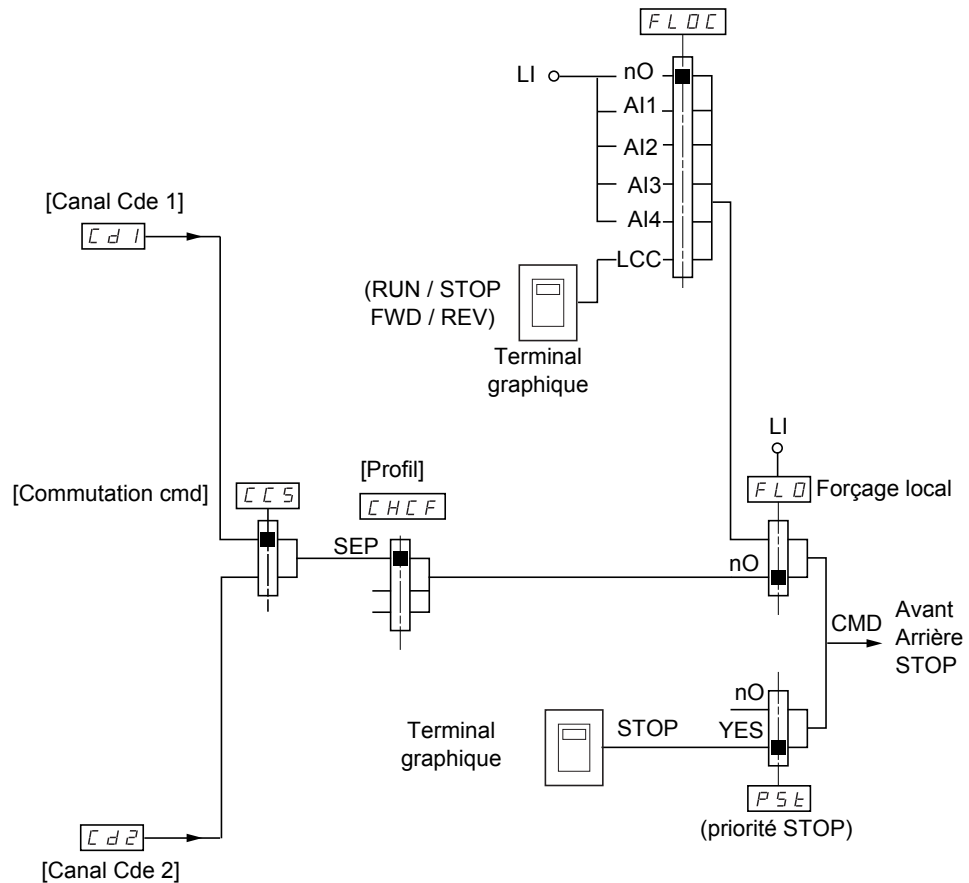 FLOC
LI
nO
AI1
AI2
AI3
AI4
LCC
[Canal Cde 1]
Cd1
(RUN / STOP
FWD / REV)
Terminal
graphique
LI
[Profil]
[Commutation cmd]
CCS
CHCF
FLO
Forçage local
SEP
nO
CMD
Avant
Arrière
STOP
nO
Terminal
graphique
STOP
YES
PSt
(priorité STOP)
Cd2
[Canal Cde 2]